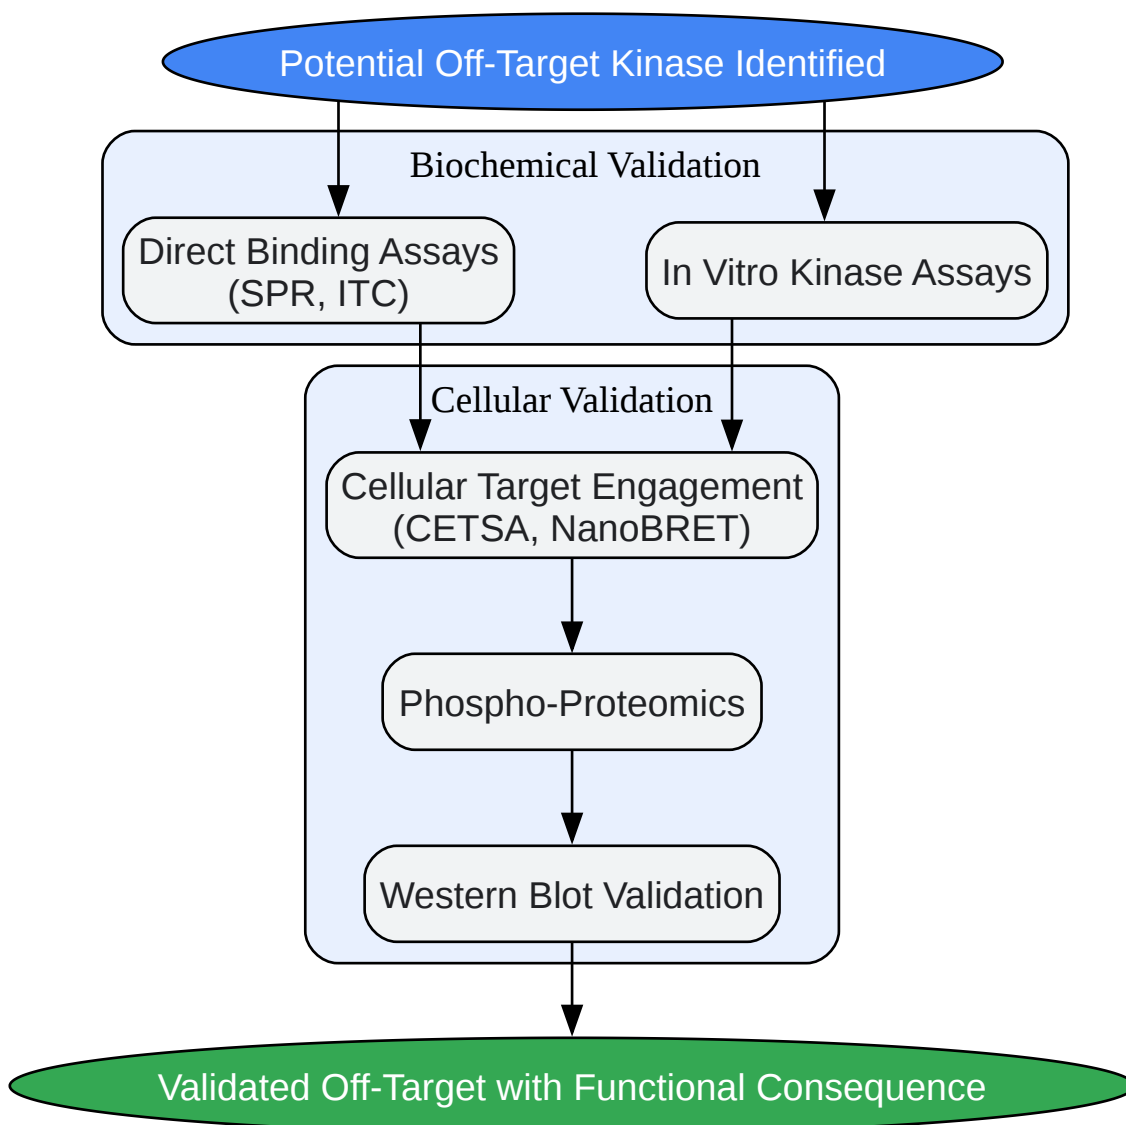 Potential Off-Target Kinase Identified
Biochemical Validation
Direct Binding Assays
(SPR, ITC)
In Vitro Kinase Assays
Cellular Validation
Cellular Target Engagement
(CETSA, NanoBRET)
Phospho-Proteomics
Western Blot Validation
Validated Off-Target with Functional Consequence